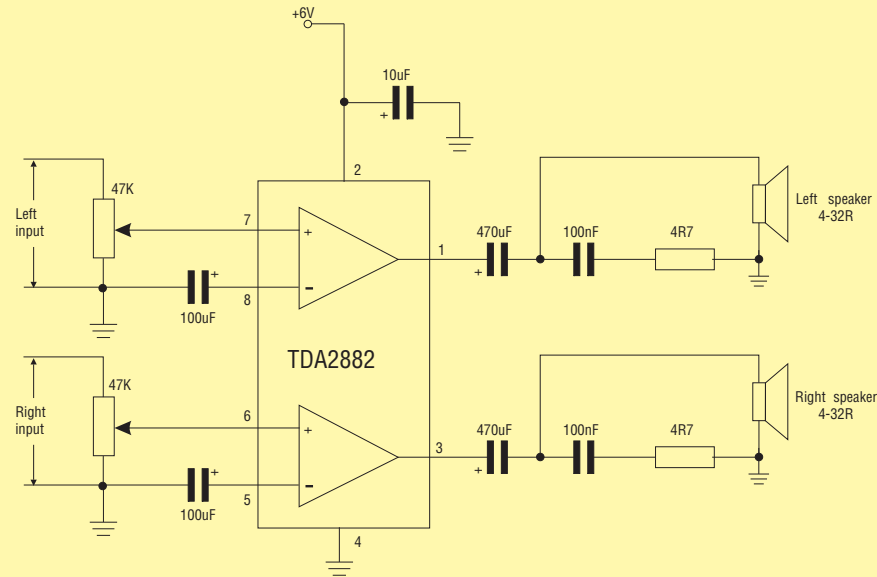 +6V
10uF
2
47K
Left
input
7
+
-
8
+
100uF
1
470uF
+
100nF
4R7
Left speaker
4-32R
+
TDA2882
47K
Right
input
6
+
-
5
+
100uF
3
470uF
+
100nF
4R7
Right speaker
4-32R
4